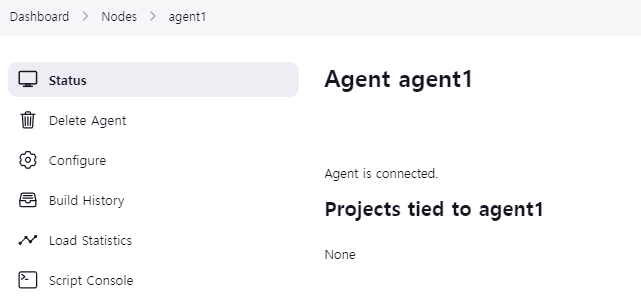 Dashboard > Nodes > agent1
Status
Delete Agent
Configure
Build History
Load Statistics
Script Console
Agent agent1
Agent is connected.
Projects tied to agent1
None